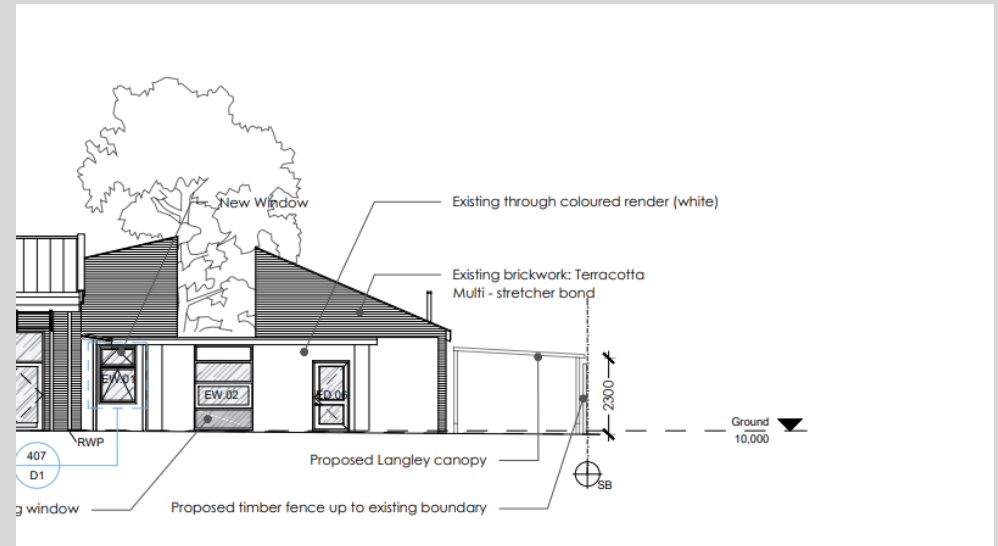 New Window
Existing through coloured render (white)
Existing brickwork: Terracotta
Multi - stretcher bond
EW.01
EW.02
ED.06
2300
Ground
10,000
RWP
407
D1
Proposed Langley canopy
SB
g window
Proposed timber fence up to existing boundary